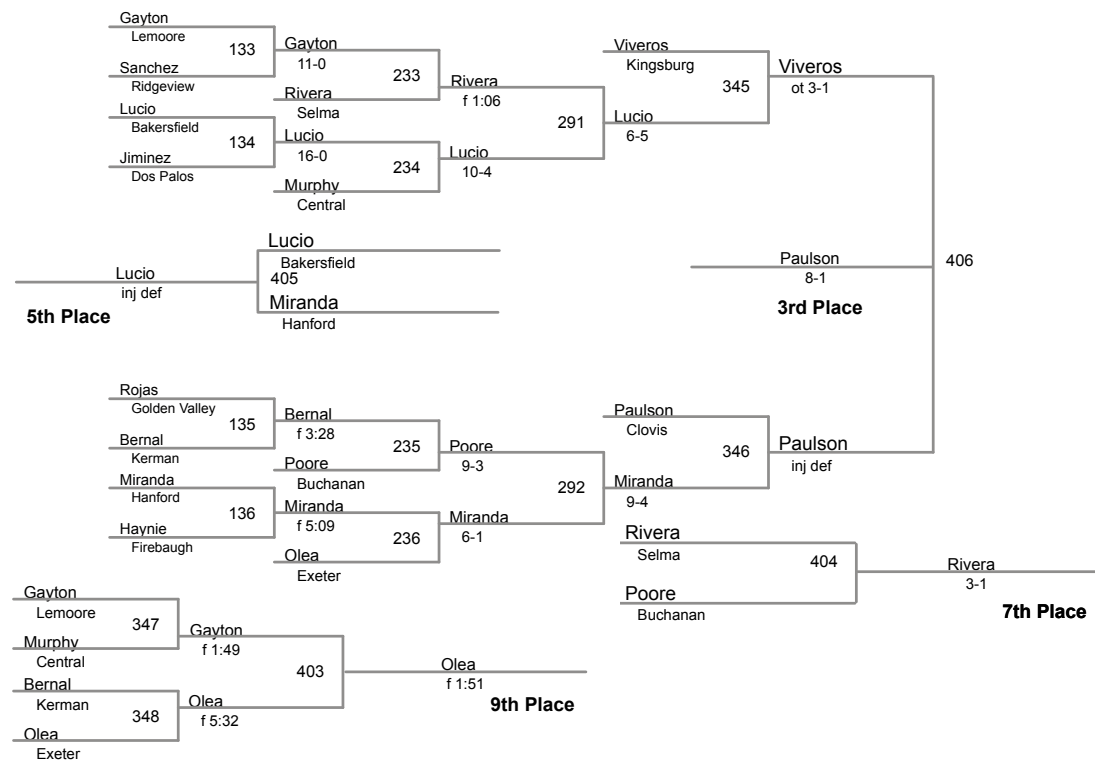 Gayton
Lemoore
133
Sanchez
Ridgeview
Gayton
11-0
233
Rivera
Selma
Lucio
Bakersfield
134
Jiminez
Dos Palos
Lucio
16-0
234
Murphy
Central
Rivera
f 1:06
291
Lucio
10-4
Viveros
Kingsburg
345
Lucio
6-5
Viveros
ot 3-1
Lucio
Bakersfield
405
Miranda
Hanford
Lucio
inj def
5th Place
Paulson
8-1
406
3rd Place
Rojas
Golden Valley
135
Bernal
Kerman
Bernal
f 3:28
235
Poore
Buchanan
Miranda
Hanford
136
Haynie
Firebaugh
Miranda
f 5:09
236
Olea
Exeter
Poore
9-3
292
Miranda
6-1
Paulson
Clovis
346
Miranda
9-4
Paulson
inj def
Rivera
Selma
404
Poore
Buchanan
Rivera
3-1
7th Place
Gayton
Lemoore
347
Murphy
Central
Gayton
f 1:49
403
Bernal
Kerman
348
Olea
Exeter
Olea
f 5:32
Olea
f 1:51
9th Place